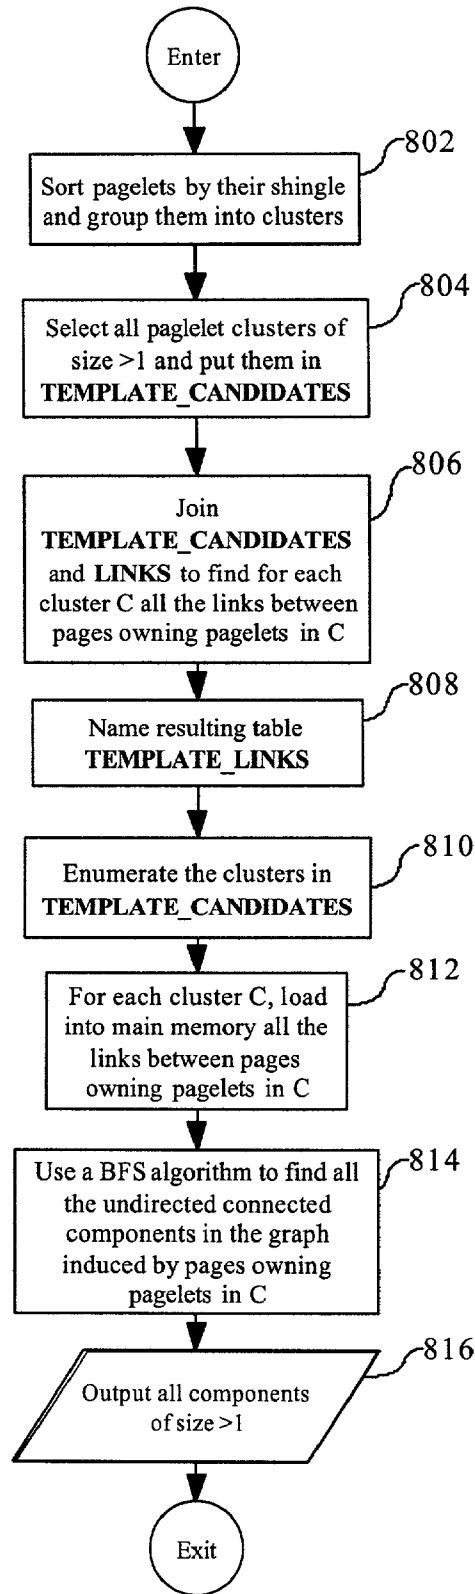 Enter
802
Sort pagelets by their shingle
and group them into clusters
804
Select all paglelet clusters of
size >1 and put them in
TEMPLATE_CANDIDATES
806
Join
TEMPLATE_CANDIDATES
and LINKS to find for each
cluster C all the links between
pages owning pagelets in C
808
Name resulting table
TEMPLATE_LINKS
810
Enumerate the clusters in
TEMPLATE_CANDIDATES
812
For each cluster C, load
into main memory all the
links between pages
owning pagelets in C
814
Use a BFS algorithm to find all
the undirected connected
components in the graph
induced by pages owning
pagelets in C
816
Output all components
of size >1
Exit